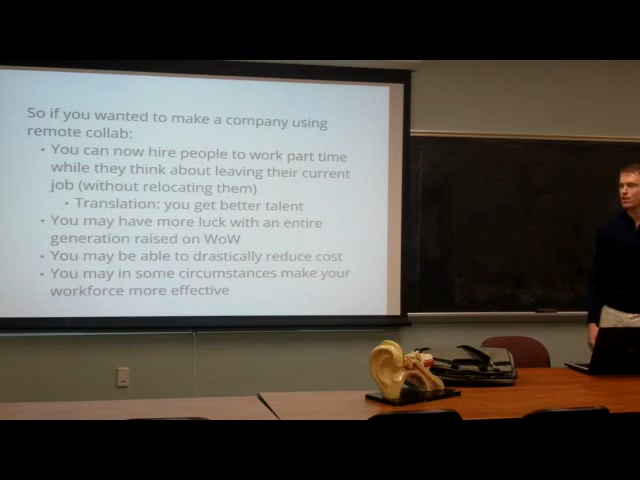 So if you wanted to make a company using
remote collab:
• You can now hire people to work part time
while they think about leaving their current
job (without relocating them)
• Translation: you get better talent
• You may have more luck with an entire
generation raised on WoW
• You may be able to drastically reduce cost
• You may in some circumstances make your
workforce more effective